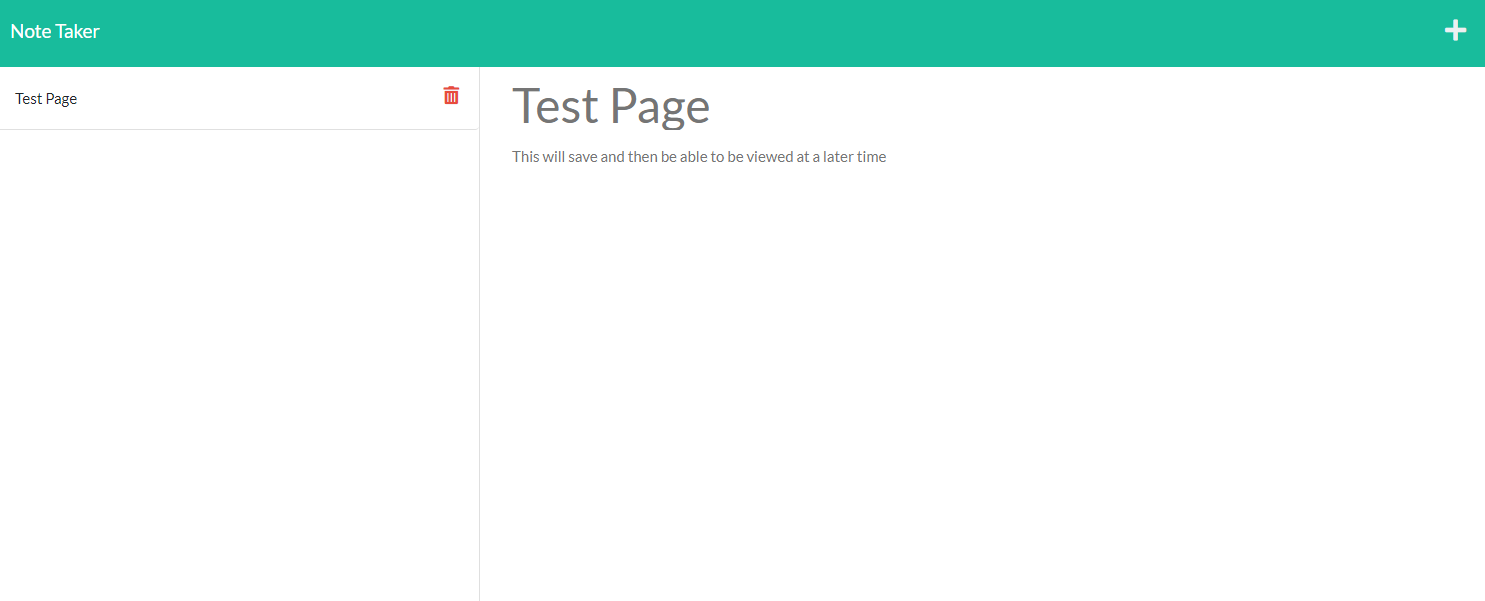 Note Taker
Test Page
Test Page
This will save and then be able to be viewed at a later time